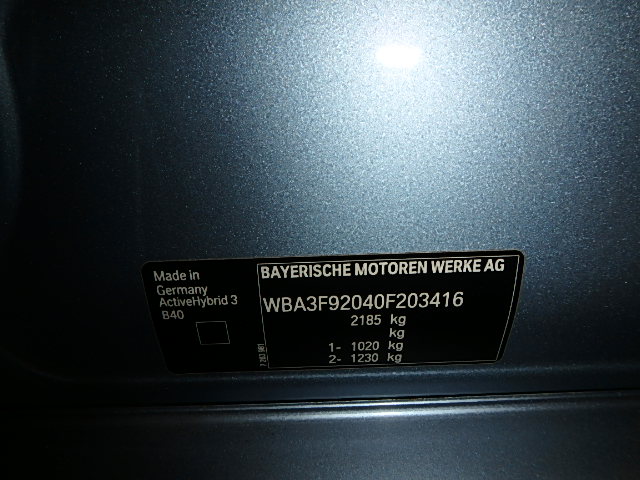 Made in
Germany
ActiveHybrid 3
B40
BAYERISCHE MOTOREN WERKE AG
WBA3F92040F203416
2185 kg
kg
1- 1020 kg
2- 1230 kg